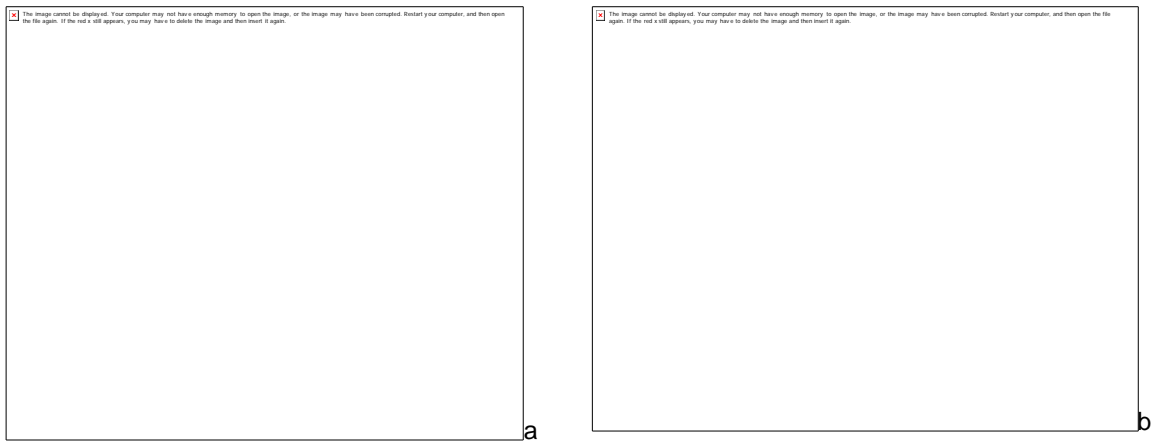 The image cannot be displayed. Your computer may not have enough memory to open the image, or the image may have been corrupted. Restart your computer, and then open
the file again. If the red x still appears, you may have to delete the image and then insert it again.
a
The image cannot be displayed. Your computer may not have enough memory to open the image, or the image may have been corrupted. Restart your computer, and then open the file
again. If the red x still appears, you may have to delete the image and then insert it again.
b